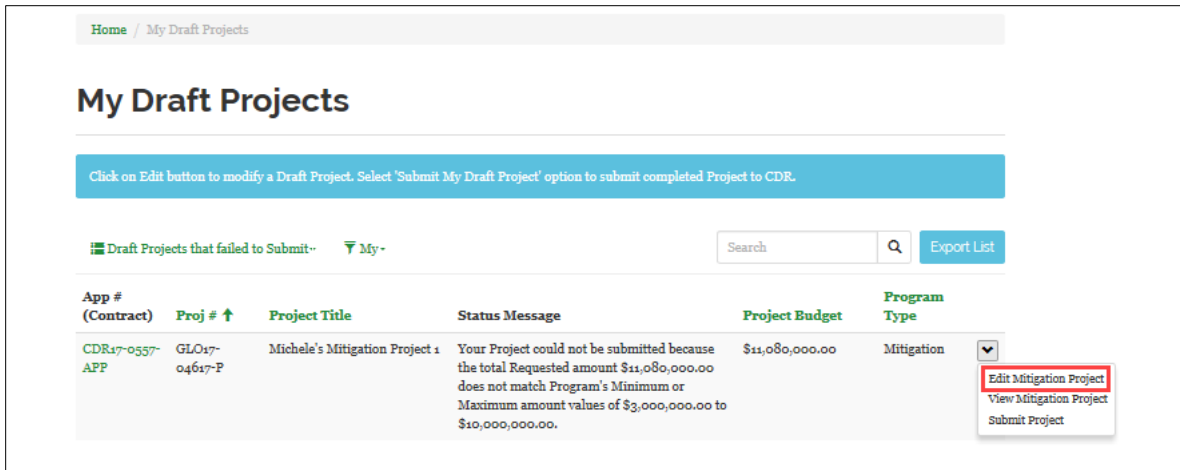 Home / My Draft Projects
My Draft Projects
Click on Edit button to modify a Draft Project. Select 'Submit My Draft Project' option to submit completed Project to CDR.
Draft Projects that failed to Submit
My
Search
Export List
App #
(Contract)
Proj #
Project Title
Status Message
Project Budget
Program
Type
CDR17-0557-
APP
GLO17-
04617-P
Michele's Mitigation Project 1
Your Project could not be submitted because
the total Requested amount $11,080,000.00
does not match Program's Minimum or
Maximum amount values of $3,000,000.00 to
$10,000,000.00.
$11,080,000.00
Mitigation
Edit Mitigation Project
View Mitigation Project
Submit Project